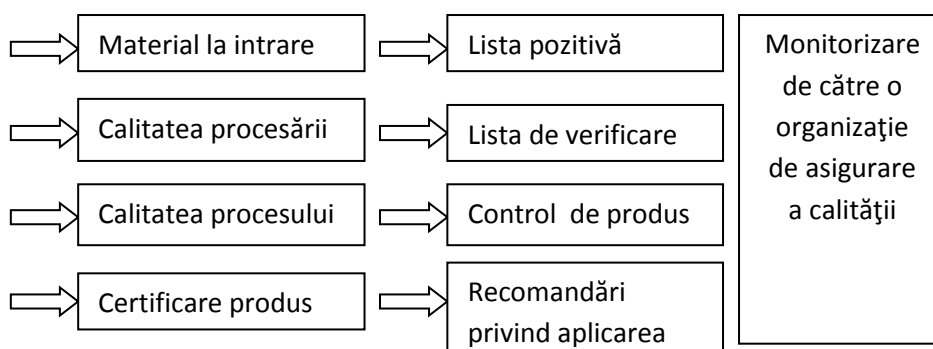 Material la intrare
Lista pozitivă
Calitatea procesării
Lista de verificare
Calitatea procesului
Control  de produs
Certificare produs
Recomandări
privind aplicarea
Monitorizare
de către o
organizaţie
de asigurare
a calităţii